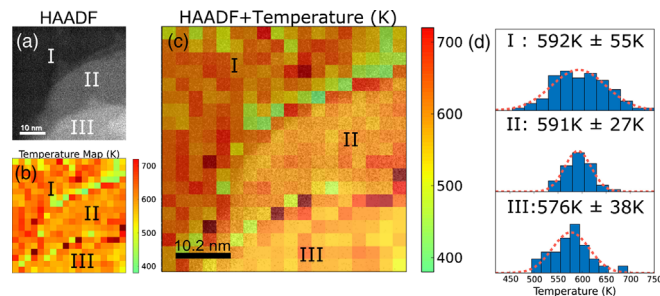 HAADF
(a)
I
II
III
10 nm
Temperature Map (K)
(b)
I
II
III
700
600
500
400
HAADF+Temperature (K)
(c)
I
II
III
10.2 nm
700
600
500
400
(d)
I : 592K ± 55K
II: 591K ± 27K
III:576K ± 38K
450 500 550 600 650 700 750
Temperature (K)